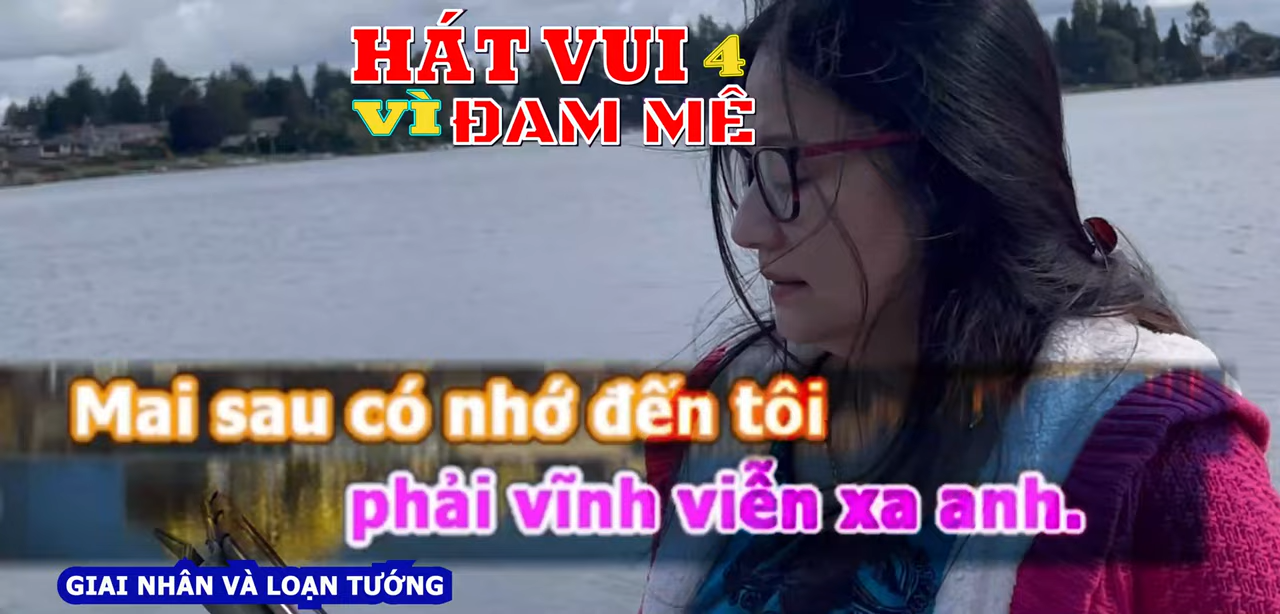 HÁT VUI 4
VÌ ĐAM MÊ
Mai sau có nhớ đến tôi
phải vĩnh viễn xa anh.
GIAI NHÂN VÀ LOẠN TƯỚNG